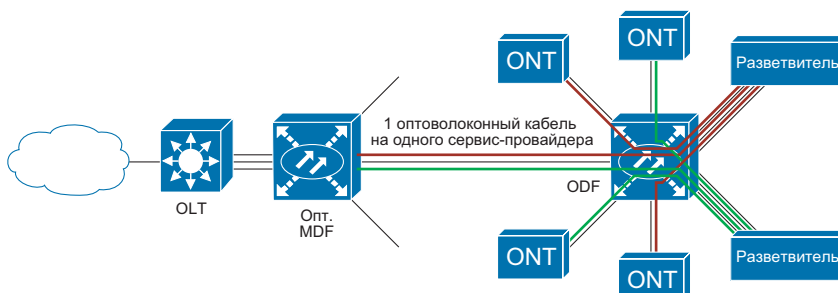 ONT
ONT
Разветвитель
1 оптоволоконный кабель
на одного сервис-провайдера
OLT
Опт.
MDF
ODF
ONT
ONT
Разветвитель